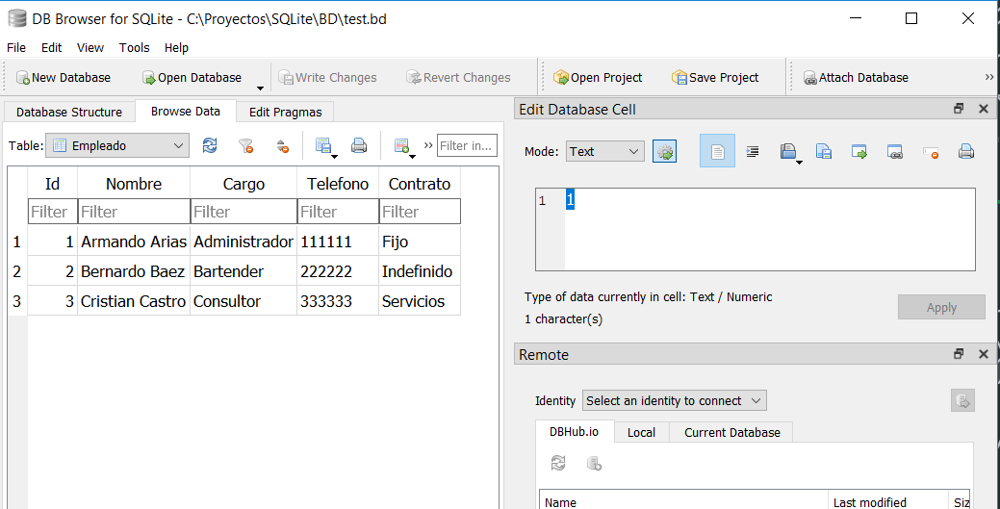 DB Browser for SQLite - C:\Proyectos\SQLite\BD\test.bd
File Edit View Tools Help
New Database Open Database Write Changes Revert Changes Open Project Save Project Attach Database »
Database Structure Browse Data Edit Pragmas
Table: Empleado » Filter in...
Id Nombre Cargo Telefono Contrato
Filter Filter Filter Filter Filter
1 1 Armando Arias Administrador 111111 Fijo
2 2 Bernardo Baez Bartender 222222 Indefinido
3 3 Cristian Castro Consultor 333333 Servicios
Edit Database Cell
Mode: Text
1 1
Type of data currently in cell: Text / Numeric
1 character(s)
Apply
Remote
Identity Select an identity to connect
DBHub.io Local Current Database
Name Last modified Siz